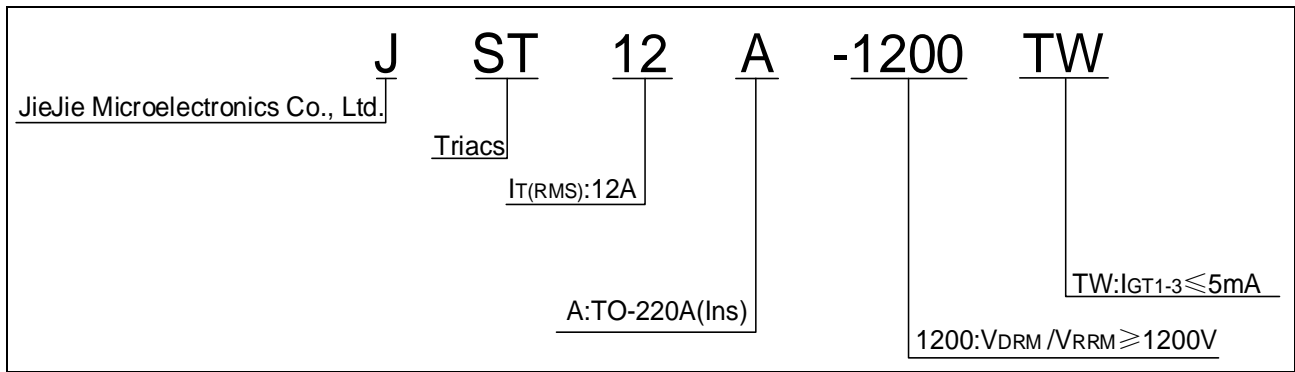 J ST 12 A -1200 TW
JieJie Microelectronics Co., Ltd.
Triacs
IT(RMS):12A
TW:IGT1-3≤5mA
A:TO-220A(Ins)
1200:VDRM /VRRM≥1200V